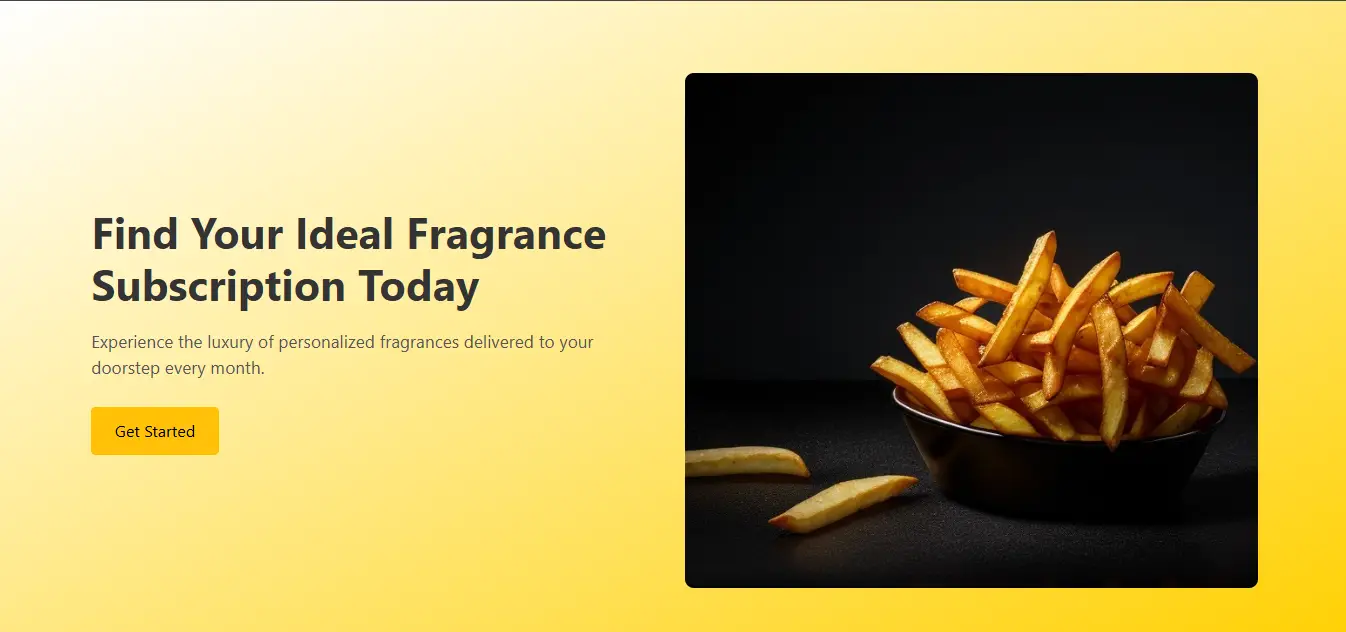 Find Your Ideal Fragrance
Subscription Today
Experience the luxury of personalized fragrances delivered to your
doorstep every month.
Get Started